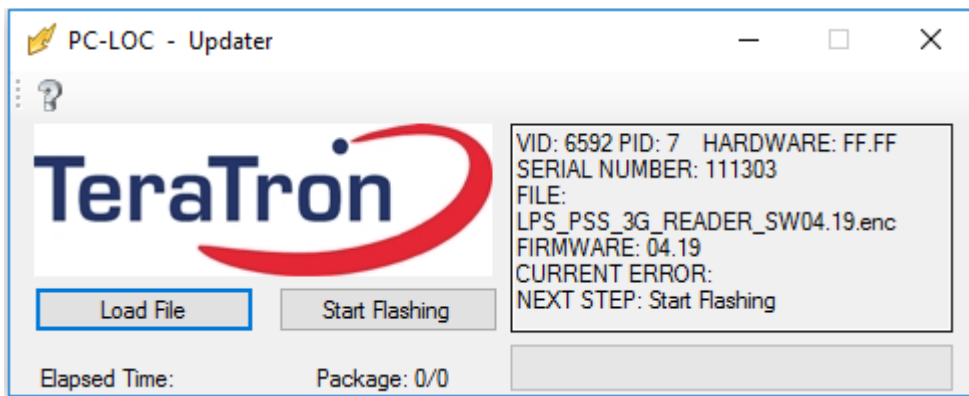 PC-LOC - Updater
TeraTron
VID: 6592 PID: 7 HARDWARE: FF.FF
SERIAL NUMBER: 111303
FILE:
LPS_PSS_3G_READER_SW04.19.enc
FIRMWARE: 04.19
CURRENT ERROR:
NEXT STEP: Start Flashing
Load File
Start Flashing
Elapsed Time:
Package: 0/0